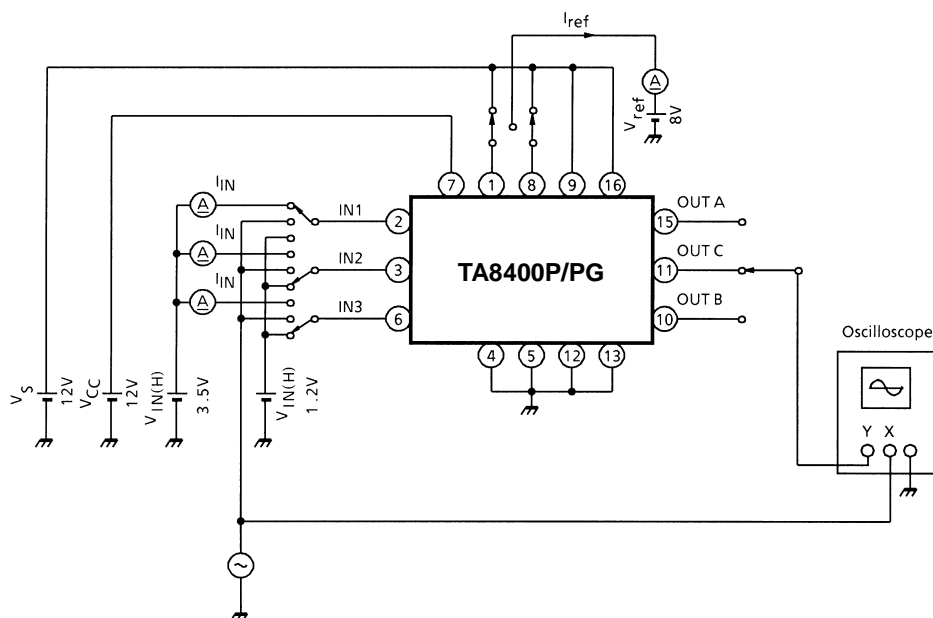 Iref
A
Vref
8V
7
1
8
9
16
IIN
A
IN1
2
15
OUT A
IIN
A
IN2
3
TA8400P/PG
11
OUT C
IIN
A
IN3
6
10
OUT B
4
5
12
13
Oscilloscope
VS
12V
VCC
12V
VIN(H)
3.5V
VIN(H)
1.2V
Y X